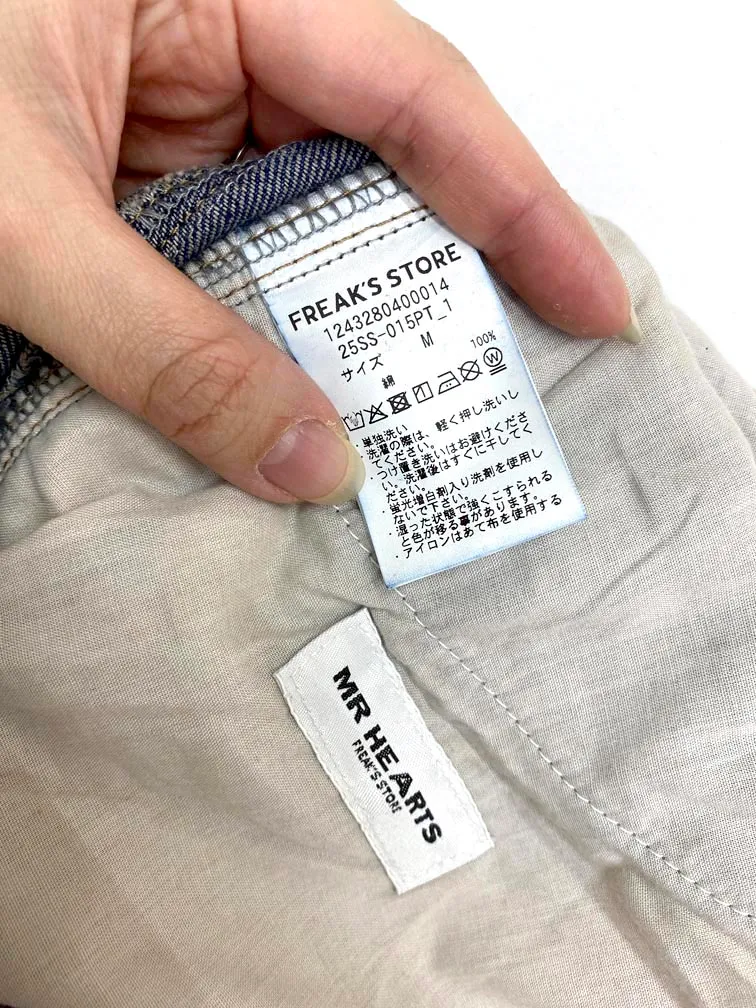 FREAK'S STORE
1243280400014
25SS-015PT_1
サイズ M
綿 100%
W
・単独洗い
・洗濯の際は、軽く押し洗いし
てください。
・つけ置き洗いはお避けくださ
い。洗濯後はすぐに干してく
ださい。
・蛍光増白剤入り洗剤を使用し
ないで下さい。
・湿った状態で強くこすられる
と色が移る事があります。
・アイロンはあて布を使用する
MR HEARTS
FREAK'S STORE